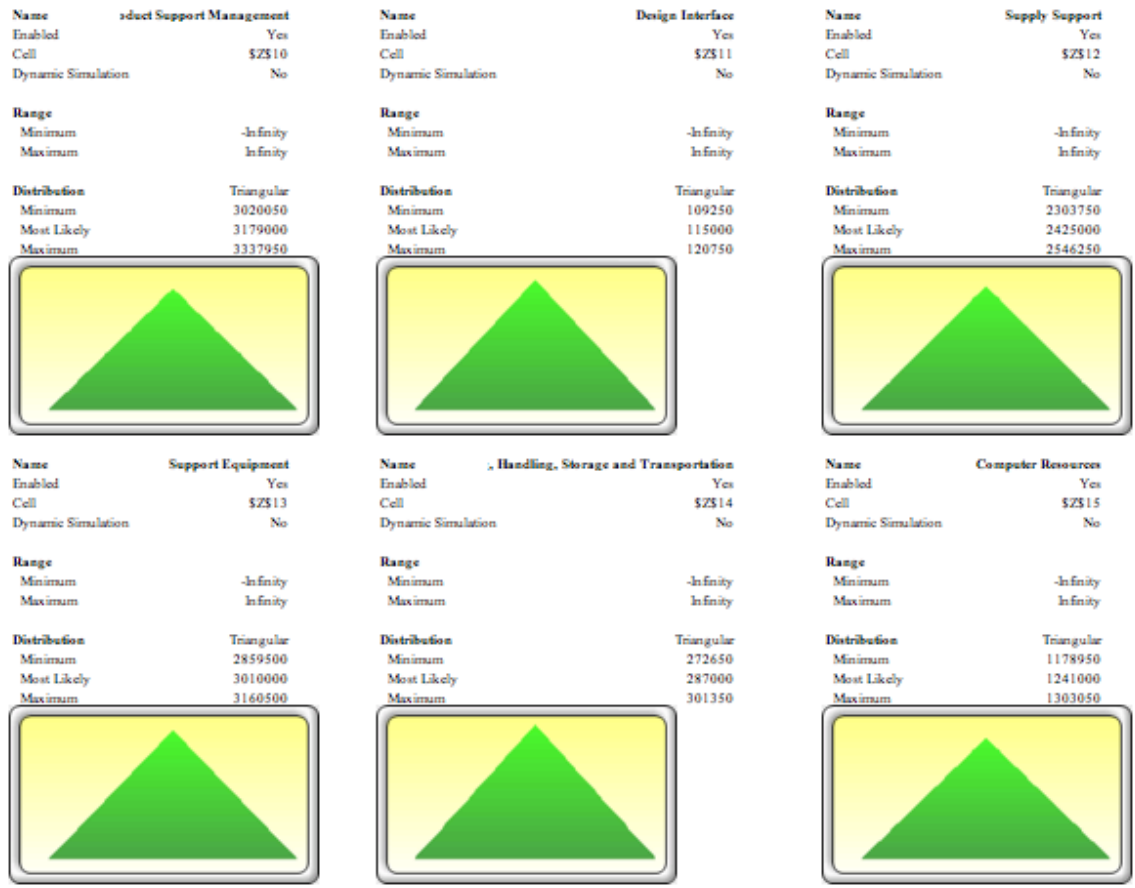 Name oduct Support Management
Enabled Yes
Cell $Z$10
Dynamic Simulation No
Range
Minimum -Infinity
Maximum Infinity
Distribution Triangular
Minimum 3020050
Most Likely 3179000
Maximum 3337950
Name Design Interface
Enabled Yes
Cell $Z$11
Dynamic Simulation No
Range
Minimum -Infinity
Maximum Infinity
Distribution Triangular
Minimum 109250
Most Likely 115000
Maximum 120750
Name Supply Support
Enabled Yes
Cell $Z$12
Dynamic Simulation No
Range
Minimum -Infinity
Maximum Infinity
Distribution Triangular
Minimum 2303750
Most Likely 2425000
Maximum 2546250
Name Support Equipment
Enabled Yes
Cell $Z$13
Dynamic Simulation No
Range
Minimum -Infinity
Maximum Infinity
Distribution Triangular
Minimum 2859500
Most Likely 3010000
Maximum 3160500
Name , Handling, Storage and Transportation
Enabled Yes
Cell $Z$14
Dynamic Simulation No
Range
Minimum -Infinity
Maximum Infinity
Distribution Triangular
Minimum 272650
Most Likely 287000
Maximum 301350
Name Computer Resources
Enabled Yes
Cell $Z$15
Dynamic Simulation No
Range
Minimum -Infinity
Maximum Infinity
Distribution Triangular
Minimum 1178950
Most Likely 1241000
Maximum 1303050